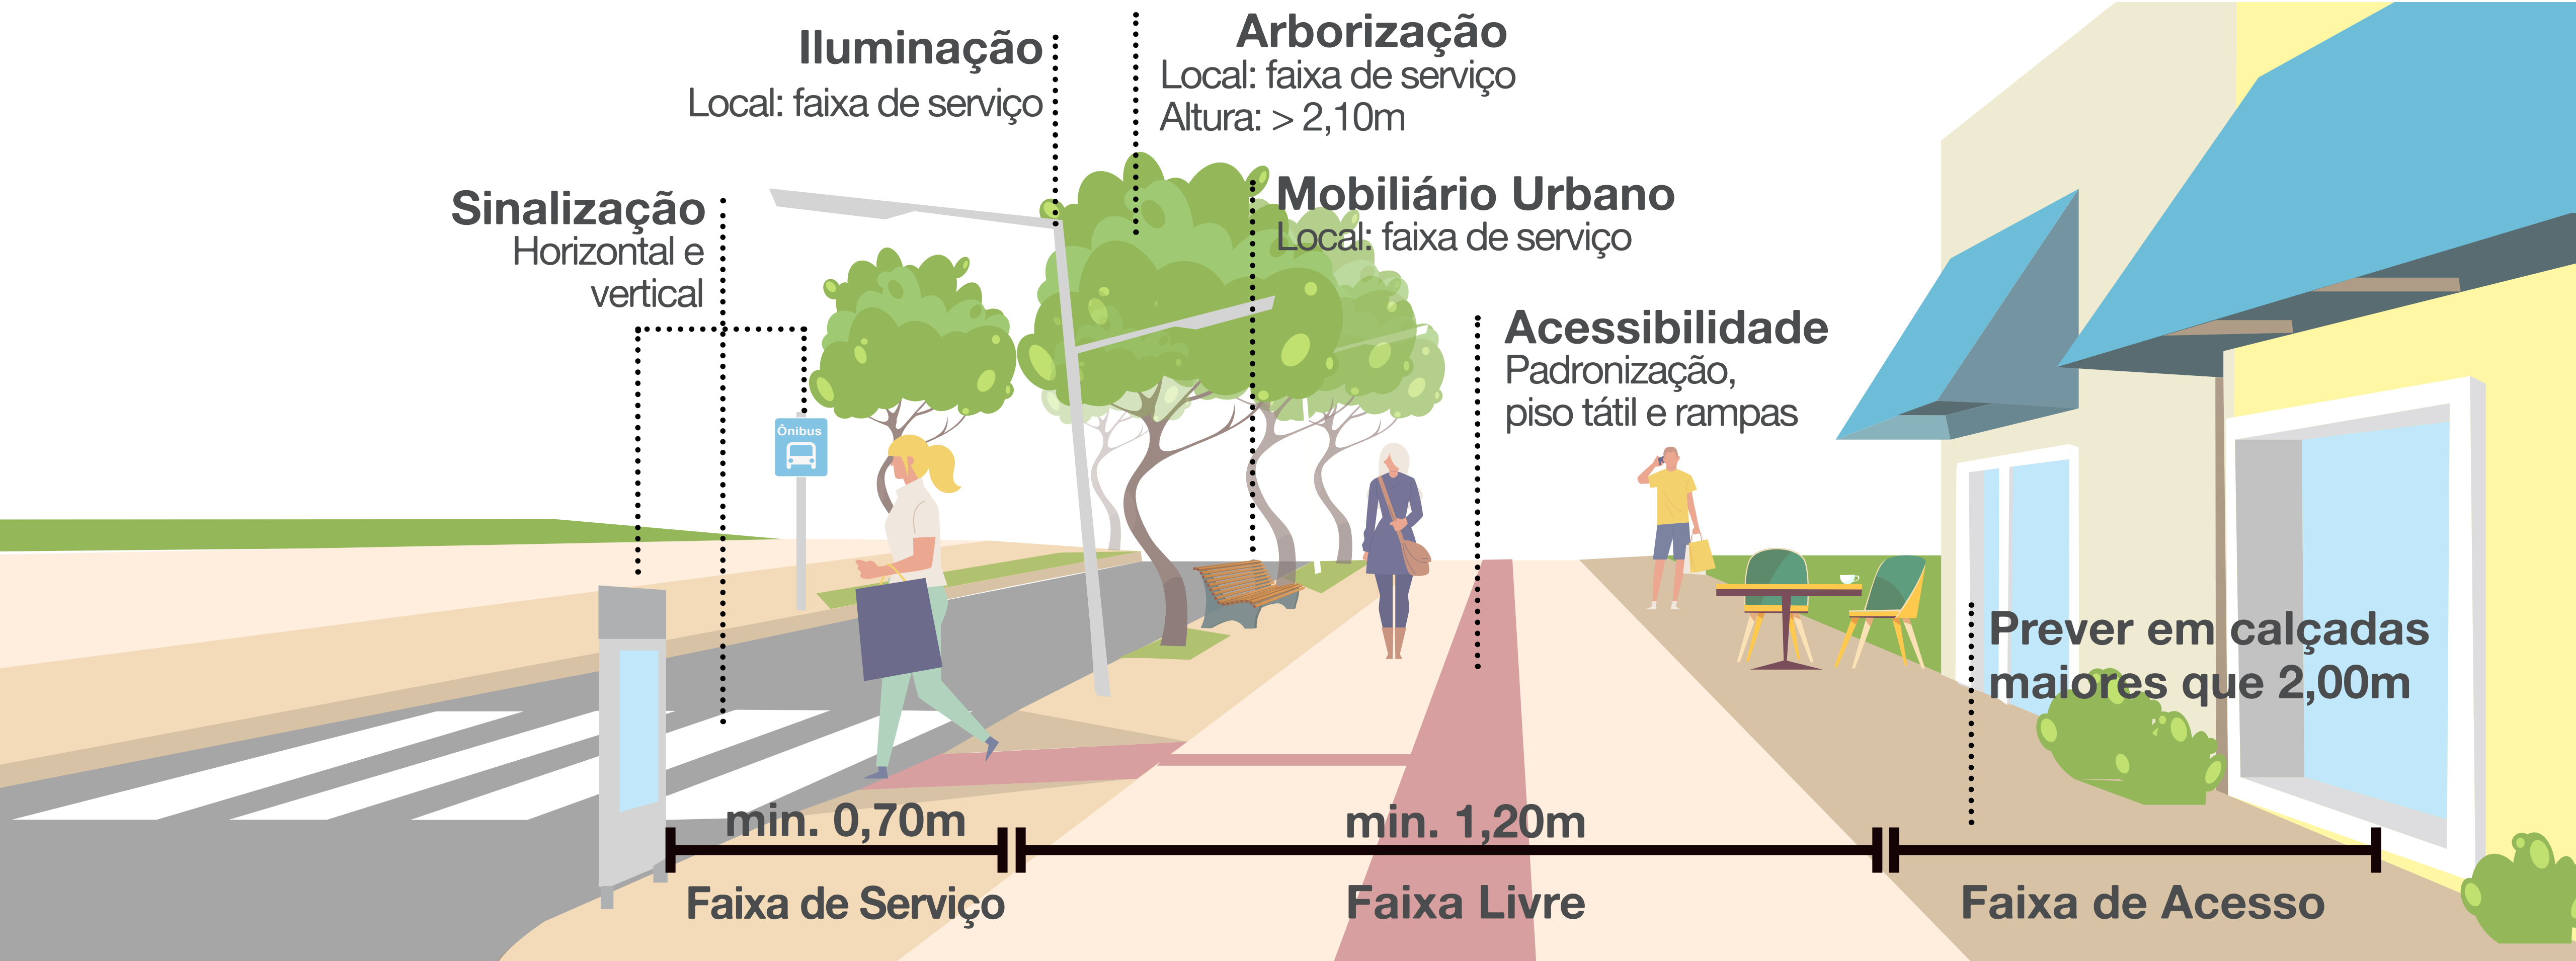 Iluminação
Local: faixa de serviço
Arborização
Local: faixa de serviço
Altura: > 2,10m
Sinalização
Horizontal e
vertical
Mobiliário Urbano
Local: faixa de serviço
Acessibilidade
Padronização,
piso tátil e rampas
Ônibus
Prever em calçadas
maiores que 2,00m
min. 0,70m
Faixa de Serviço
min. 1,20m
Faixa Livre
Faixa de Acesso